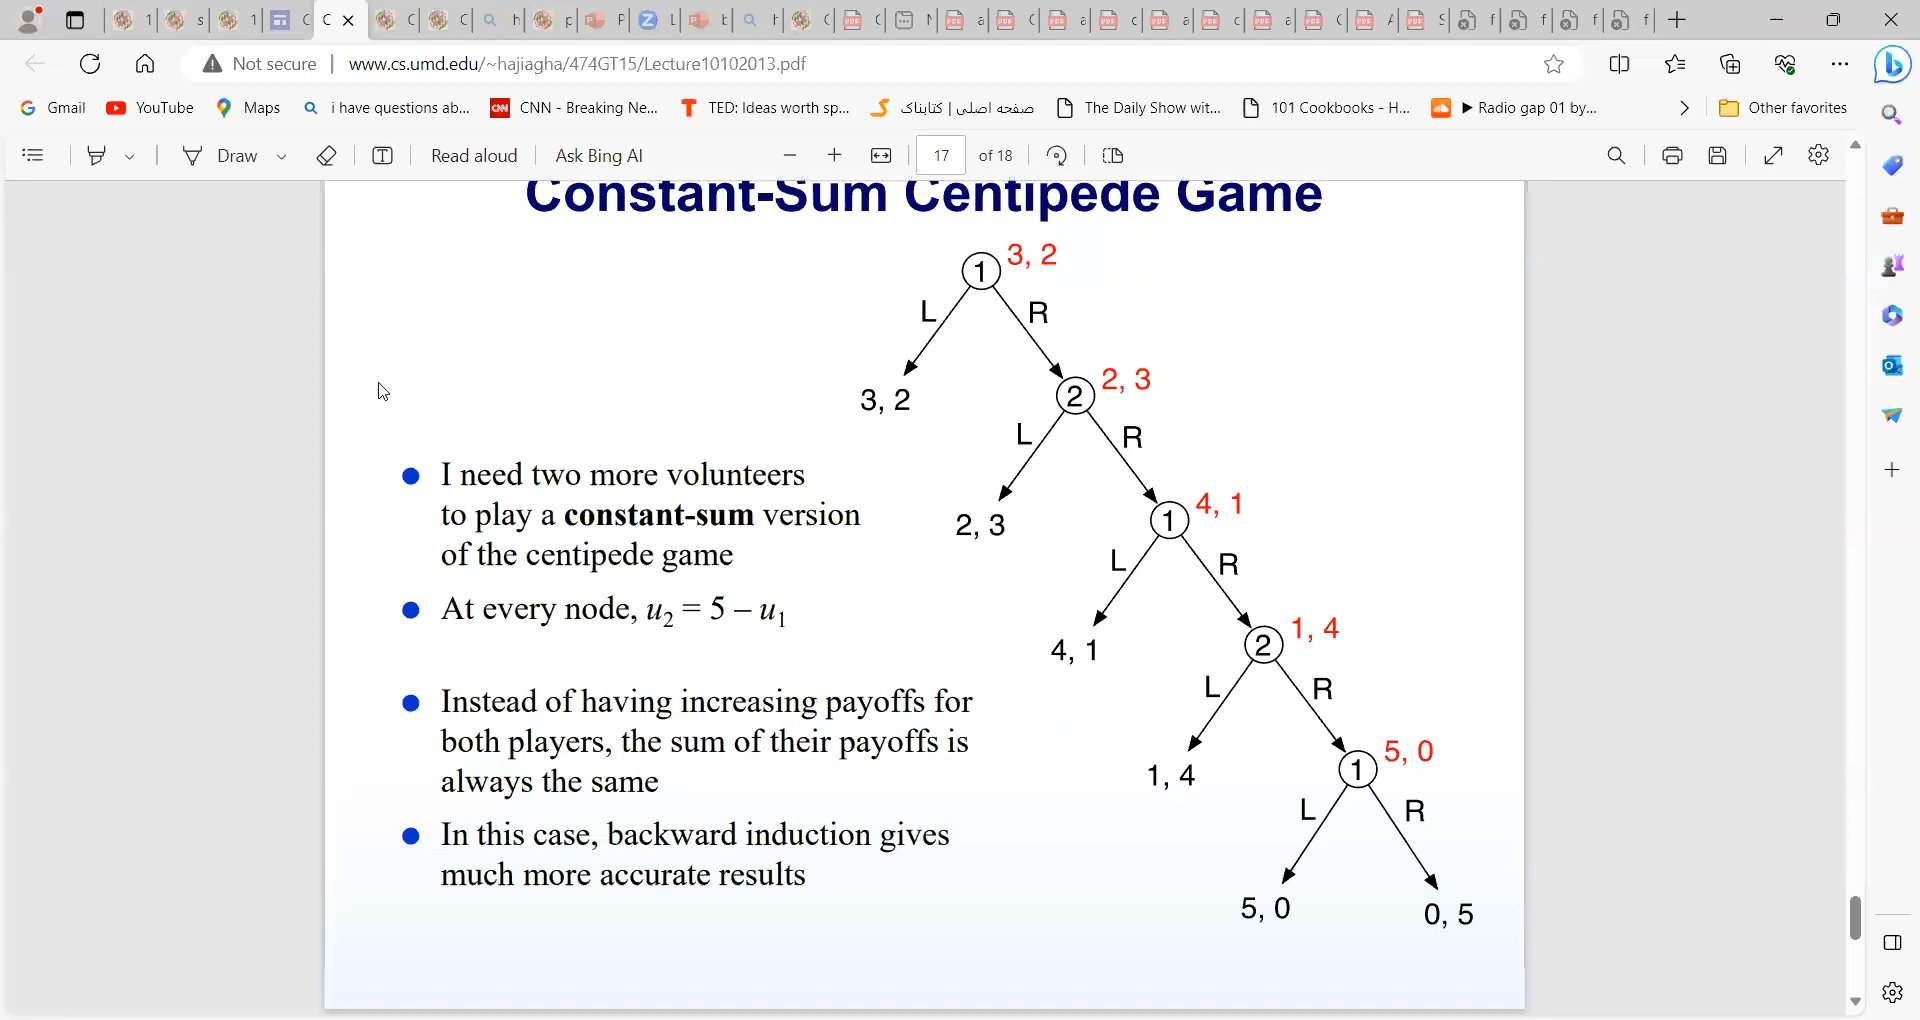 1 s 1 C C C C h p P L b h C C N a C a c a c a C A S f f f f
Not secure www.cs.umd.edu/~hajiagha/474GT15/Lecture10102013.pdf
Gmail YouTube Maps i have questions ab... CNN - Breaking Ne... TED: Ideas worth sp... صفحه اصلی | کتابناک The Daily Show wit... 101 Cookbooks - H... ▶ Radio gap 01 by... Other favorites
Draw Read aloud Ask Bing AI 17 of 18
Constant-Sum Centipede Game
1 3, 2
L R
3, 2
2 2, 3
L R
2, 3
1 4, 1
L R
4, 1
2 1, 4
L R
1, 4
1 5, 0
L R
5, 0 0, 5
● I need two more volunteers
to play a constant-sum version
of the centipede game
● At every node, u₂ = 5 – u₁
● Instead of having increasing payoffs for
both players, the sum of their payoffs is
always the same
● In this case, backward induction gives
much more accurate results